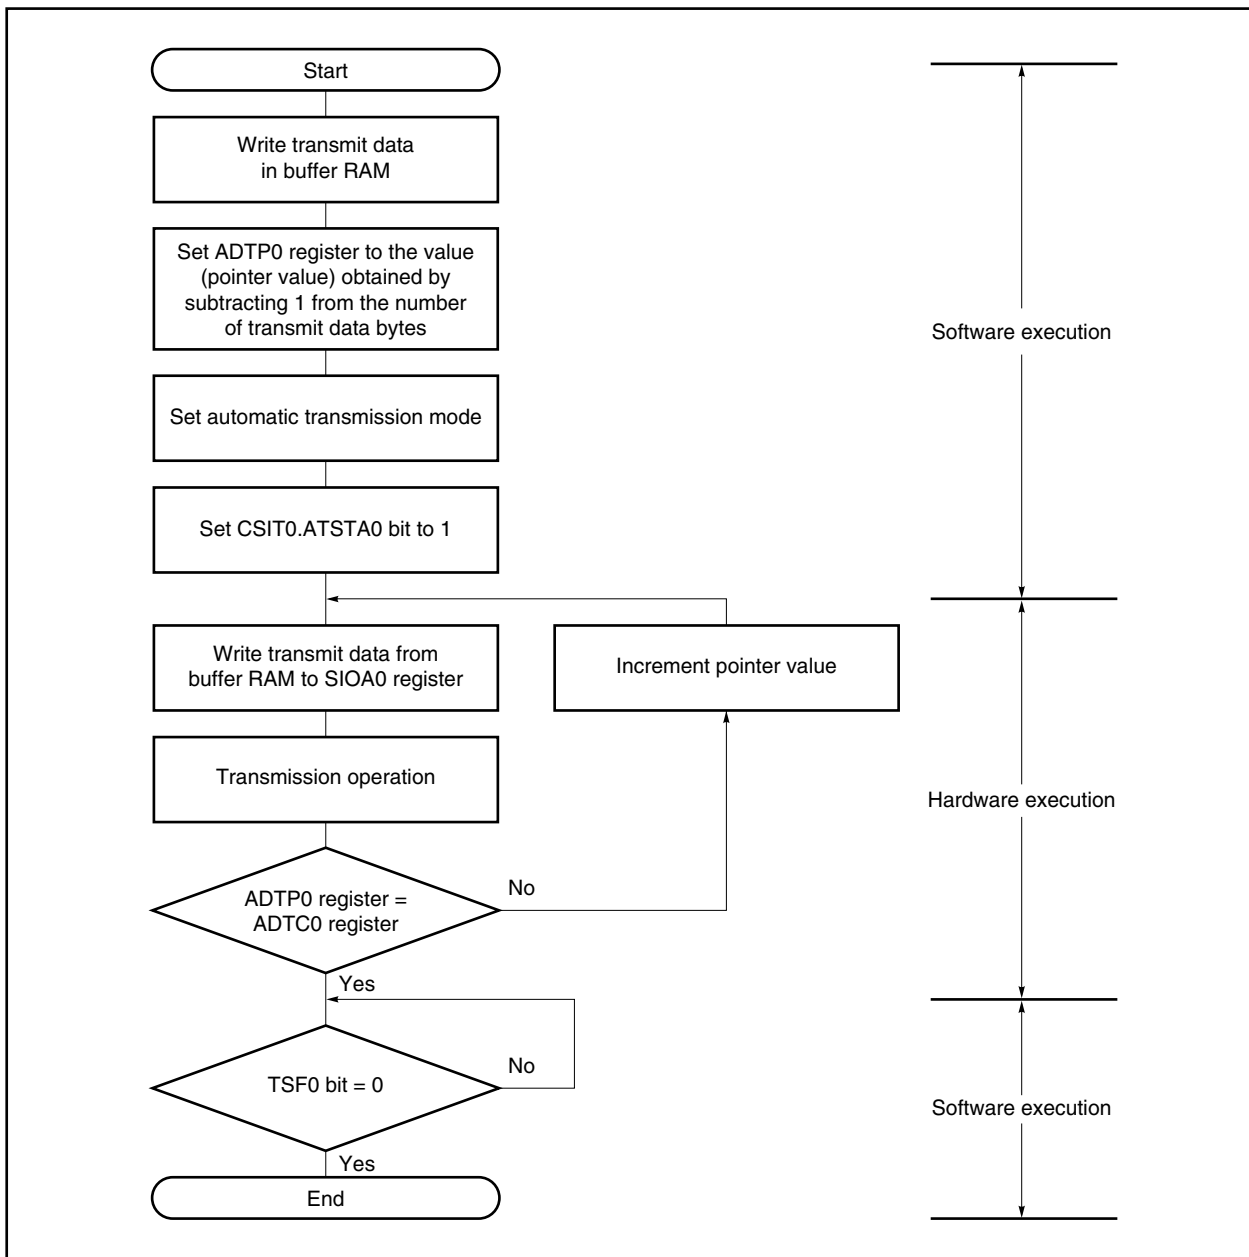 Start
Write transmit data
in buffer RAM
Set ADTP0 register to the value
(pointer value) obtained by
subtracting 1 from the number
of transmit data bytes
Software execution
Set automatic transmission mode
Set CSIT0.ATSTA0 bit to 1
Write transmit data from
buffer RAM to SIOA0 register
Increment pointer value
Transmission operation
Hardware execution
ADTP0 register =
ADTC0 register
No
Yes
TSF0 bit = 0
No
Software execution
Yes
End